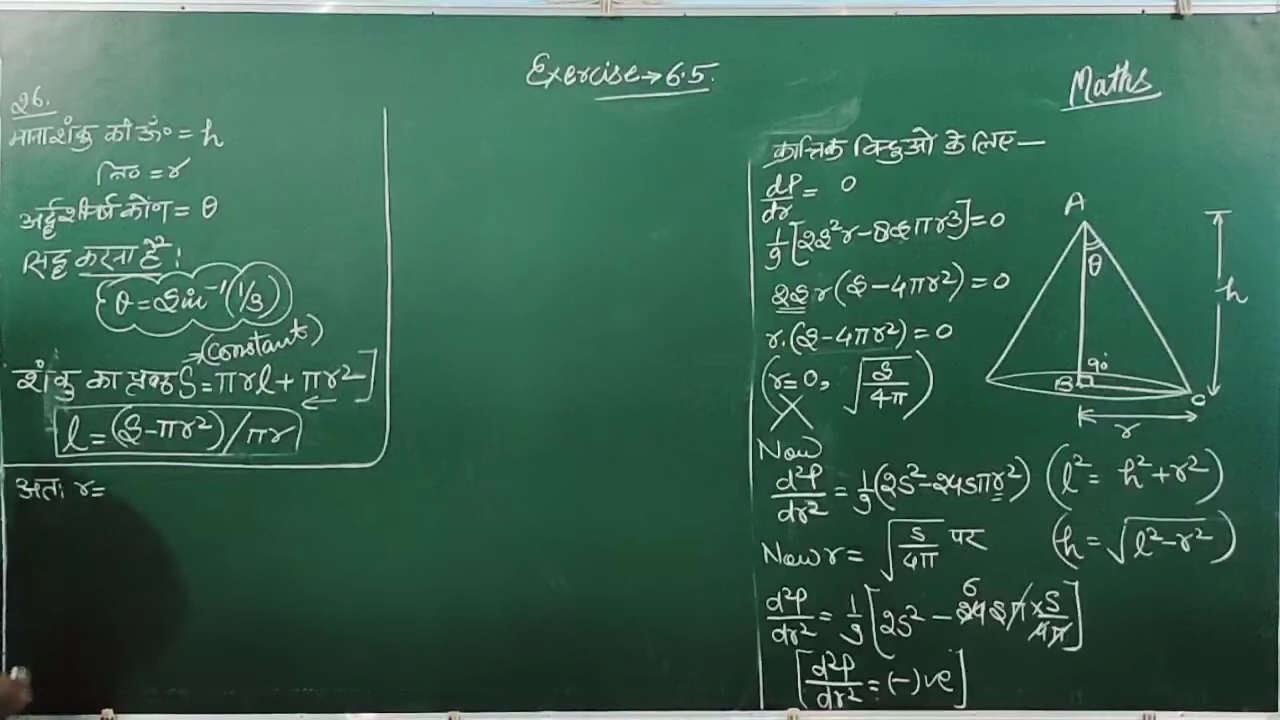 Exercise→6.5.
Maths
26.
माना शंकु की ऊँ० = h
त्रि० = r
अर्द्धशीर्ष कोण = θ
सिद्ध करना है :
θ = Sin⁻¹(1/3)
→(Constant)
शंकु का पृष्ठ S = πrl + πr²]
l = (S-πr²)/πr
अतः r=
क्रान्तिक बिन्दुओ के लिए—
dP/dr = 0
1/9[2S²r-8Sπr3]=0
2Sr(S-4πr²)=0
r.(S-4πr²)=0
(r=0, √(S/4π))
Now
d²P/dr² = 1/9(2S²-24Sπr²)
Now r = √(S/4π) पर
d²P/dr² = 1/9[2S² - 24Sπ×S/4π]
6
[d²P/dr² = (-)ve]
A
θ
h
90
B
C
r
(l² = h²+r²)
(h = √(l²-r²))